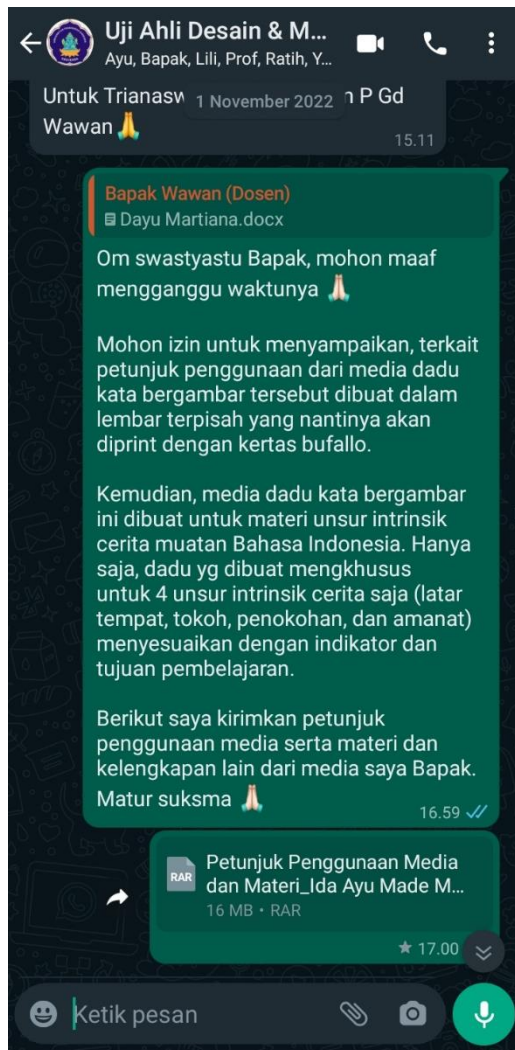 Uji Ahli Desain & M...
Ayu, Bapak, Lili, Prof, Ratih, Y...
1 November 2022
Untuk n P Gd
Wawan 🙏
15.11
Bapak Wawan (Dosen)
Dayu Martiana.docx
Om swastyastu Bapak, mohon maaf
mengganggu waktunya 🙏🏻
Mohon izin untuk menyampaikan, terkait
petunjuk penggunaan dari media dadu
kata bergambar tersebut dibuat dalam
lembar terpisah yang nantinya akan
diprint dengan kertas bufallo.
Kemudian, media dadu kata bergambar
ini dibuat untuk materi unsur intrinsik
cerita muatan Bahasa Indonesia. Hanya
saja, dadu yg dibuat mengkhusus
untuk 4 unsur intrinsik cerita saja (latar
tempat, tokoh, penokohan, dan amanat)
menyesuaikan dengan indikator dan
tujuan pembelajaran.
Berikut saya kirimkan petunjuk
penggunaan media serta materi dan
kelengkapan lain dari media saya Bapak.
Matur suksma 🙏🏻
16.59
RAR
Petunjuk Penggunaan Media
dan Materi_Ida Ayu Made M...
16 MB • RAR
17.00
Ketik pesan